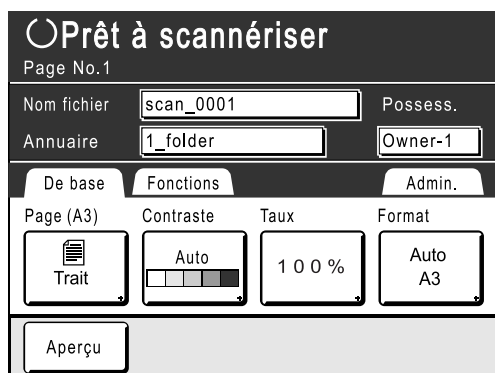 Prêt à scannériser
Page No.1
Nom fichier scan_0001 Possess.
Annuaire 1_folder Owner-1
De base Fonctions Admin.
Page (A3) Contraste Taux Format
Trait Auto 100% Auto
A3
Aperçu